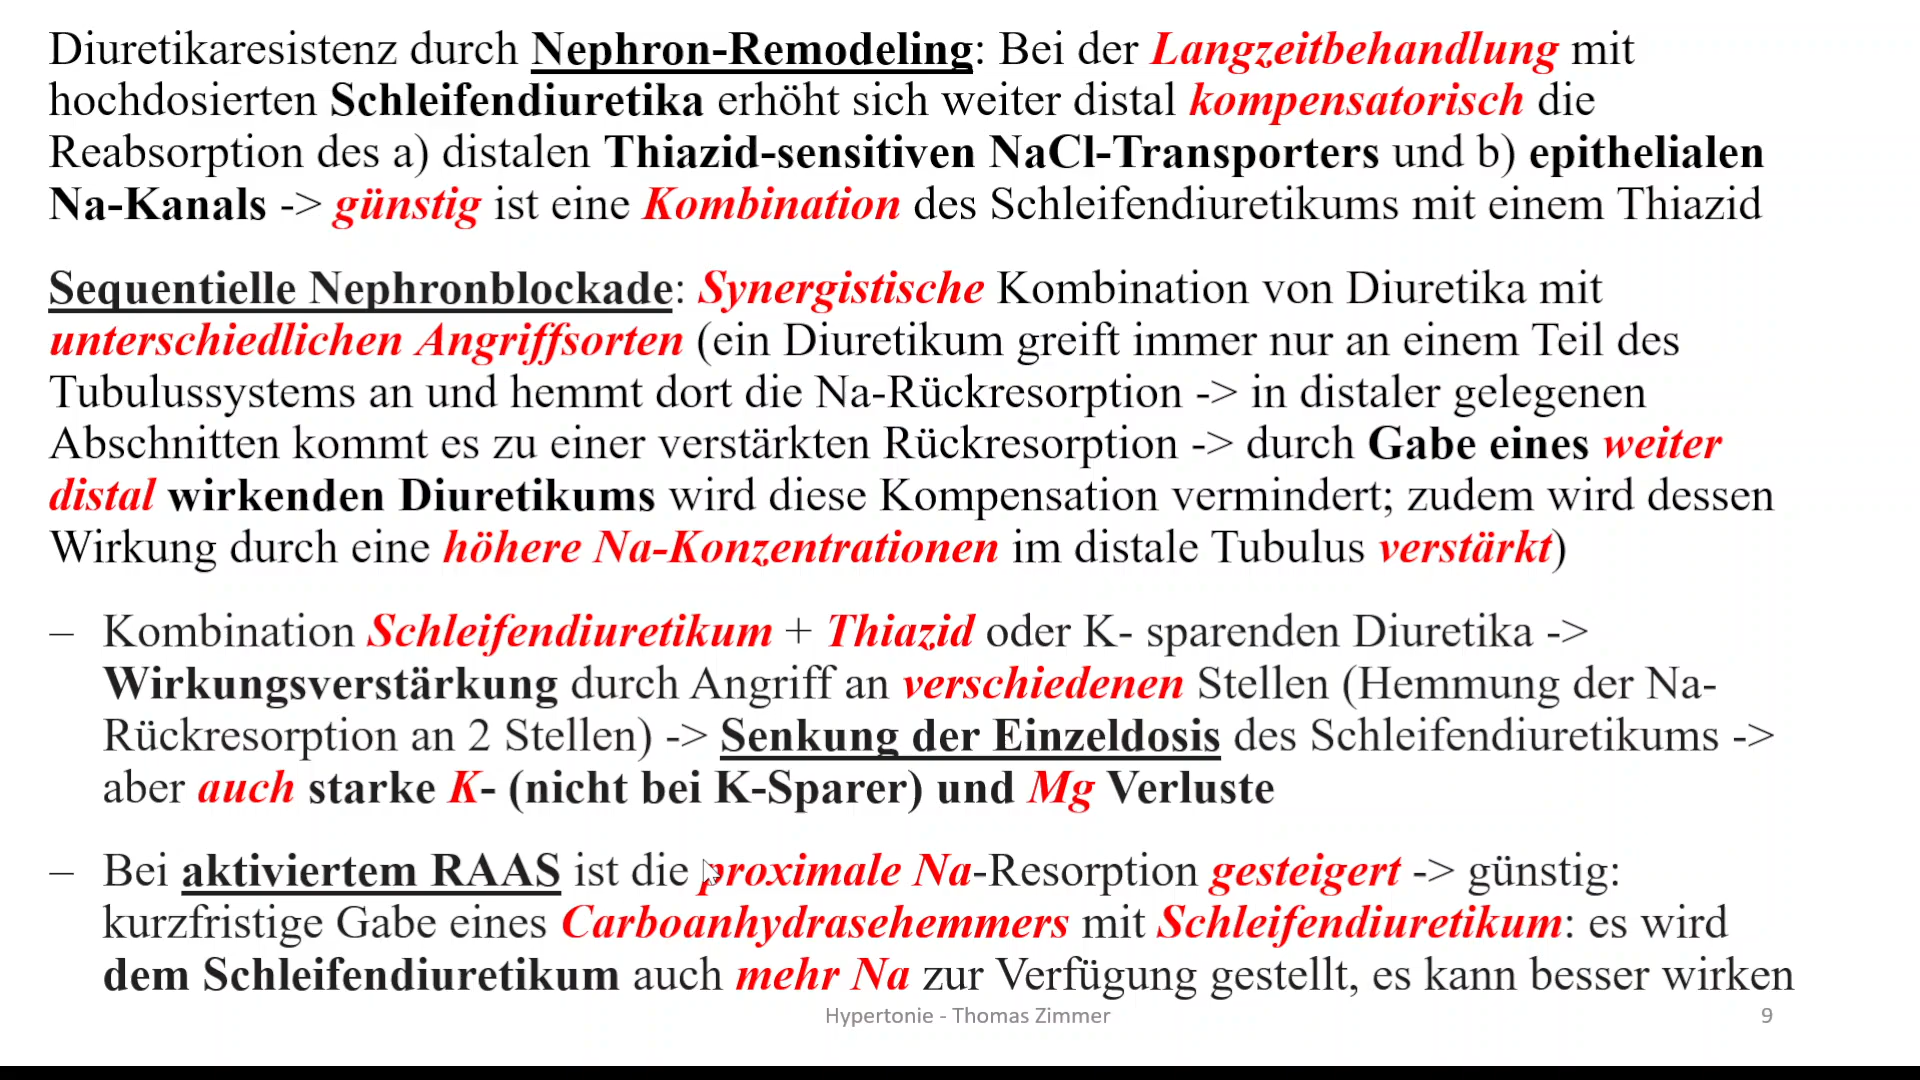 Diuretikaresistenz durch Nephron-Remodeling: Bei der Langzeitbehandlung mit
hochdosierten Schleifendiuretika erhöht sich weiter distal kompensatorisch die
Reabsorption des a) distalen Thiazid-sensitiven NaCl-Transporters und b) epithelialen
Na-Kanals -> günstig ist eine Kombination des Schleifendiuretikums mit einem Thiazid
Sequentielle Nephronblockade: Synergistische Kombination von Diuretika mit
unterschiedlichen Angriffsorten (ein Diuretikum greift immer nur an einem Teil des
Tubulussystems an und hemmt dort die Na-Rückresorption -> in distaler gelegenen
Abschnitten kommt es zu einer verstärkten Rückresorption -> durch Gabe eines weiter
distal wirkenden Diuretikums wird diese Kompensation vermindert; zudem wird dessen
Wirkung durch eine höhere Na-Konzentrationen im distale Tubulus verstärkt)
– Kombination Schleifendiuretikum + Thiazid oder K- sparenden Diuretika ->
Wirkungsverstärkung durch Angriff an verschiedenen Stellen (Hemmung der Na-
Rückresorption an 2 Stellen) -> Senkung der Einzeldosis des Schleifendiuretikums ->
aber auch starke K- (nicht bei K-Sparer) und Mg Verluste
– Bei aktiviertem RAAS ist die proximale Na-Resorption gesteigert -> günstig:
kurzfristige Gabe eines Carboanhydrasehemmers mit Schleifendiuretikum: es wird
dem Schleifendiuretikum auch mehr Na zur Verfügung gestellt, es kann besser wirken
Hypertonie - Thomas Zimmer
9